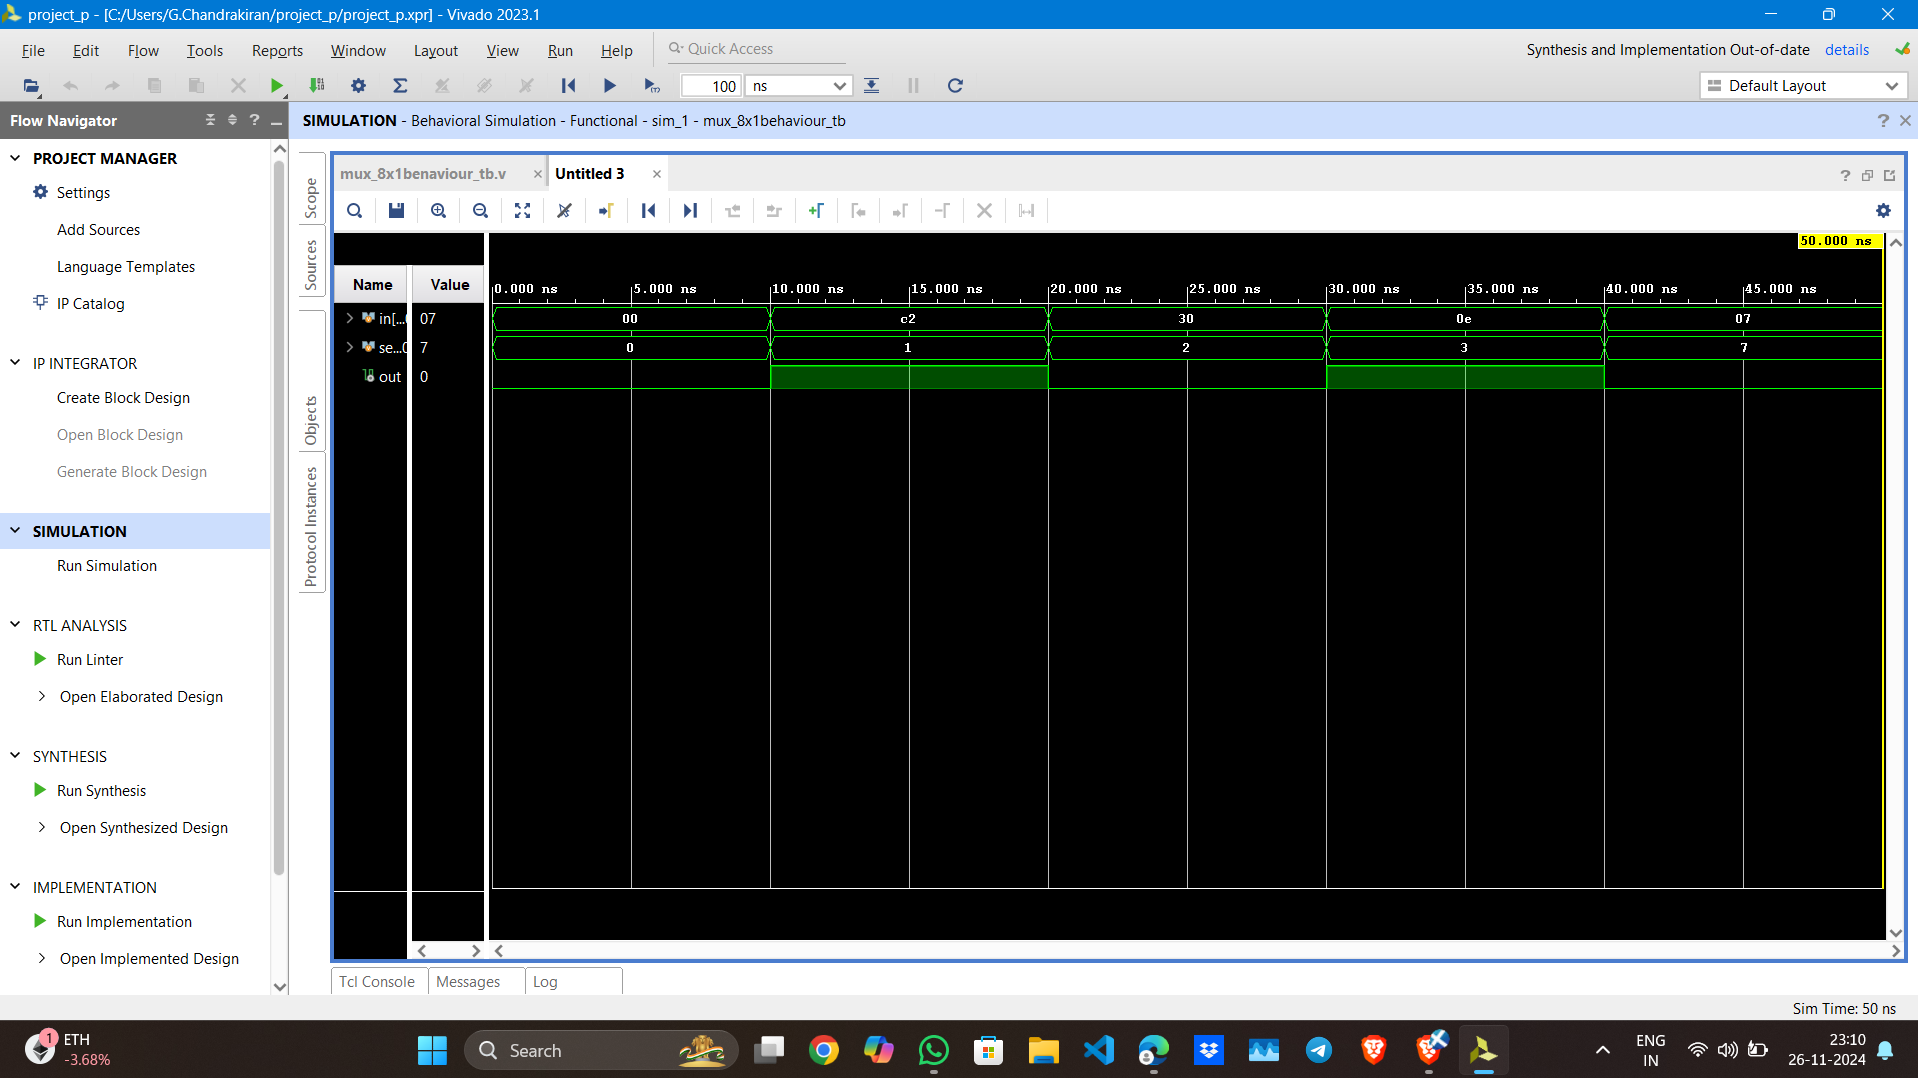 project_p - [C:/Users/G.Chandrakiran/project_p/project_p.xpr] - Vivado 2023.1
File Edit Flow Tools Reports Window Layout View Run Help Quick Access
Synthesis and Implementation Out-of-date details
100 ns
Default Layout
Flow Navigator
SIMULATION - Behavioral Simulation - Functional - sim_1 - mux_8x1behaviour_tb
PROJECT MANAGER
Settings
Add Sources
Language Templates
IP Catalog
IP INTEGRATOR
Create Block Design
Open Block Design
Generate Block Design
SIMULATION
Run Simulation
RTL ANALYSIS
Run Linter
Open Elaborated Design
SYNTHESIS
Run Synthesis
Open Synthesized Design
IMPLEMENTATION
Run Implementation
Open Implemented Design
Scope
Sources
Objects
Protocol Instances
mux_8x1benaviour_tb.v
Untitled 3
50.000 ns
Name Value
0.000 ns 5.000 ns 10.000 ns 15.000 ns 20.000 ns 25.000 ns 30.000 ns 35.000 ns 40.000 ns 45.000 ns
in[... 07 00 c2 30 0e 07
se... 7 0 1 2 3 7
out 0
Tcl Console Messages Log
Sim Time: 50 ns
1
ETH
-3.68%
Search
ENG
IN
23:10
26-11-2024